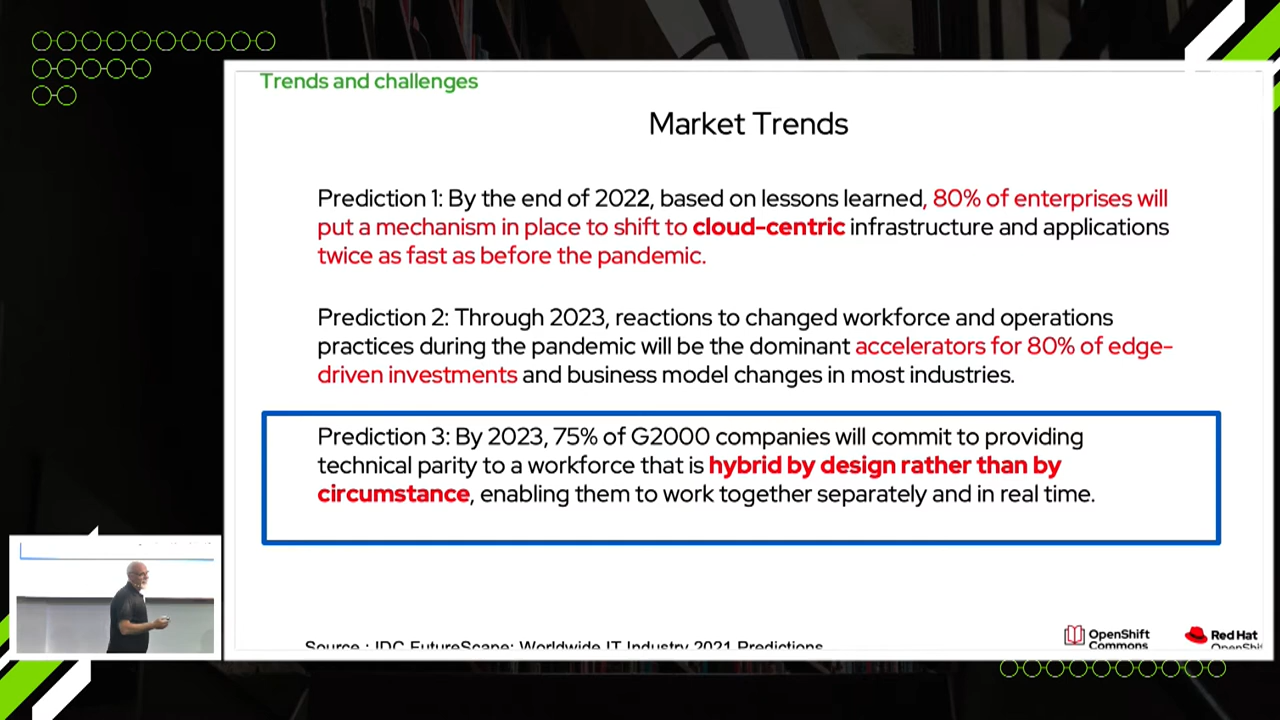 Trends and challenges
Market Trends
Prediction 1: By the end of 2022, based on lessons learned, 80% of enterprises will
put a mechanism in place to shift to cloud-centric infrastructure and applications
twice as fast as before the pandemic.
Prediction 2: Through 2023, reactions to changed workforce and operations
practices during the pandemic will be the dominant accelerators for 80% of edge-
driven investments and business model changes in most industries.
Prediction 3: By 2023, 75% of G2000 companies will commit to providing
technical parity to a workforce that is hybrid by design rather than by
circumstance, enabling them to work together separately and in real time.
Source : IDC FutureScape: Worldwide IT Industry 2021 Predictions
OpenShift
Commons
Red Hat
OpenShi